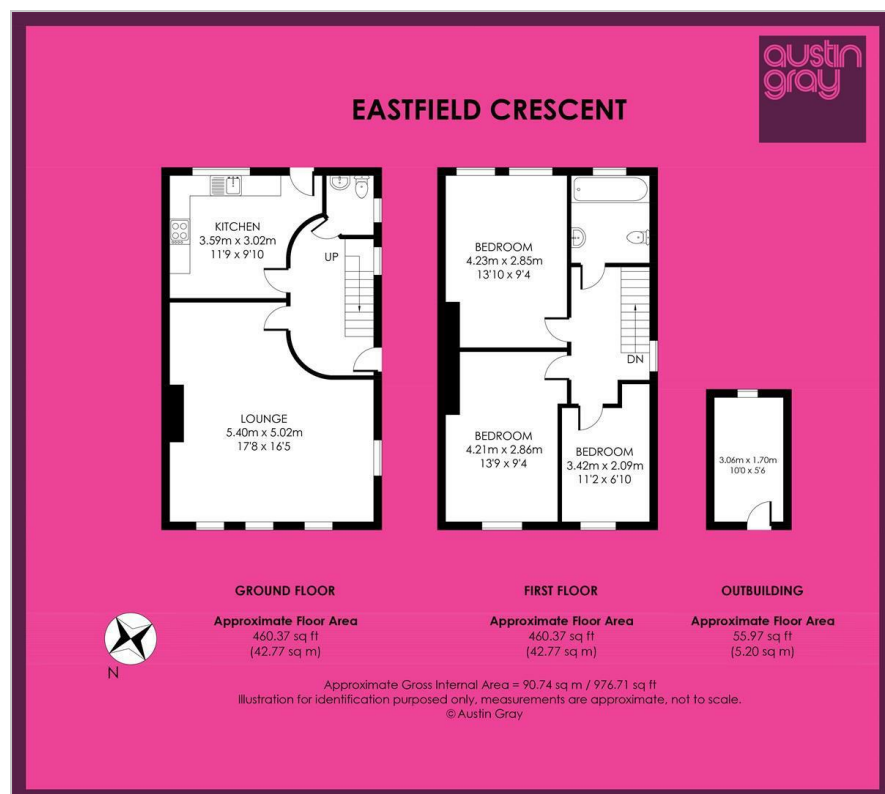 austin
gray
EASTFIELD CRESCENT
KITCHEN
3.59m x 3.02m
11'9 x 9'10
UP
LOUNGE
5.40m x 5.02m
17'8 x 16'5
BEDROOM
4.23m x 2.85m
13'10 x 9'4
DN
BEDROOM
4.21m x 2.86m
13'9 x 9'4
BEDROOM
3.42m x 2.09m
11'2 x 6'10
3.06m x 1.70m
10'0 x 5'6
GROUND FLOOR
Approximate Floor Area
460.37 sq ft
(42.77 sq m)
FIRST FLOOR
Approximate Floor Area
460.37 sq ft
(42.77 sq m)
OUTBUILDING
Approximate Floor Area
55.97 sq ft
(5.20 sq m)
N
Approximate Gross Internal Area = 90.74 sq m / 976.71 sq ft
Illustration for identification purposed only, measurements are approximate, not to scale.
© Austin Gray